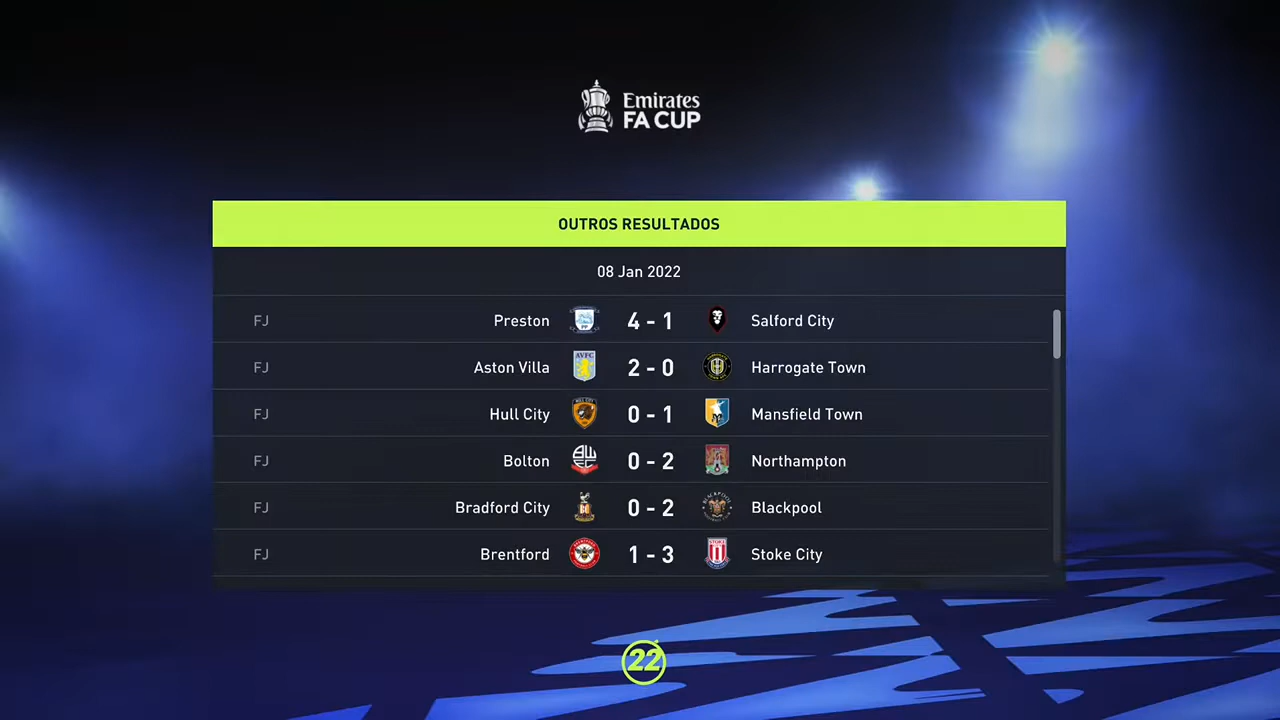 Emirates
FA CUP
OUTROS RESULTADOS
08 Jan 2022
FJ Preston 4 - 1 Salford City
FJ Aston Villa AVFC 2 - 0 Harrogate Town
FJ Hull City 0 - 1 Mansfield Town
FJ Bolton 0 - 2 Northampton
FJ Bradford City 0 - 2 Blackpool
FJ Brentford 1 - 3 STOKE Stoke City
22